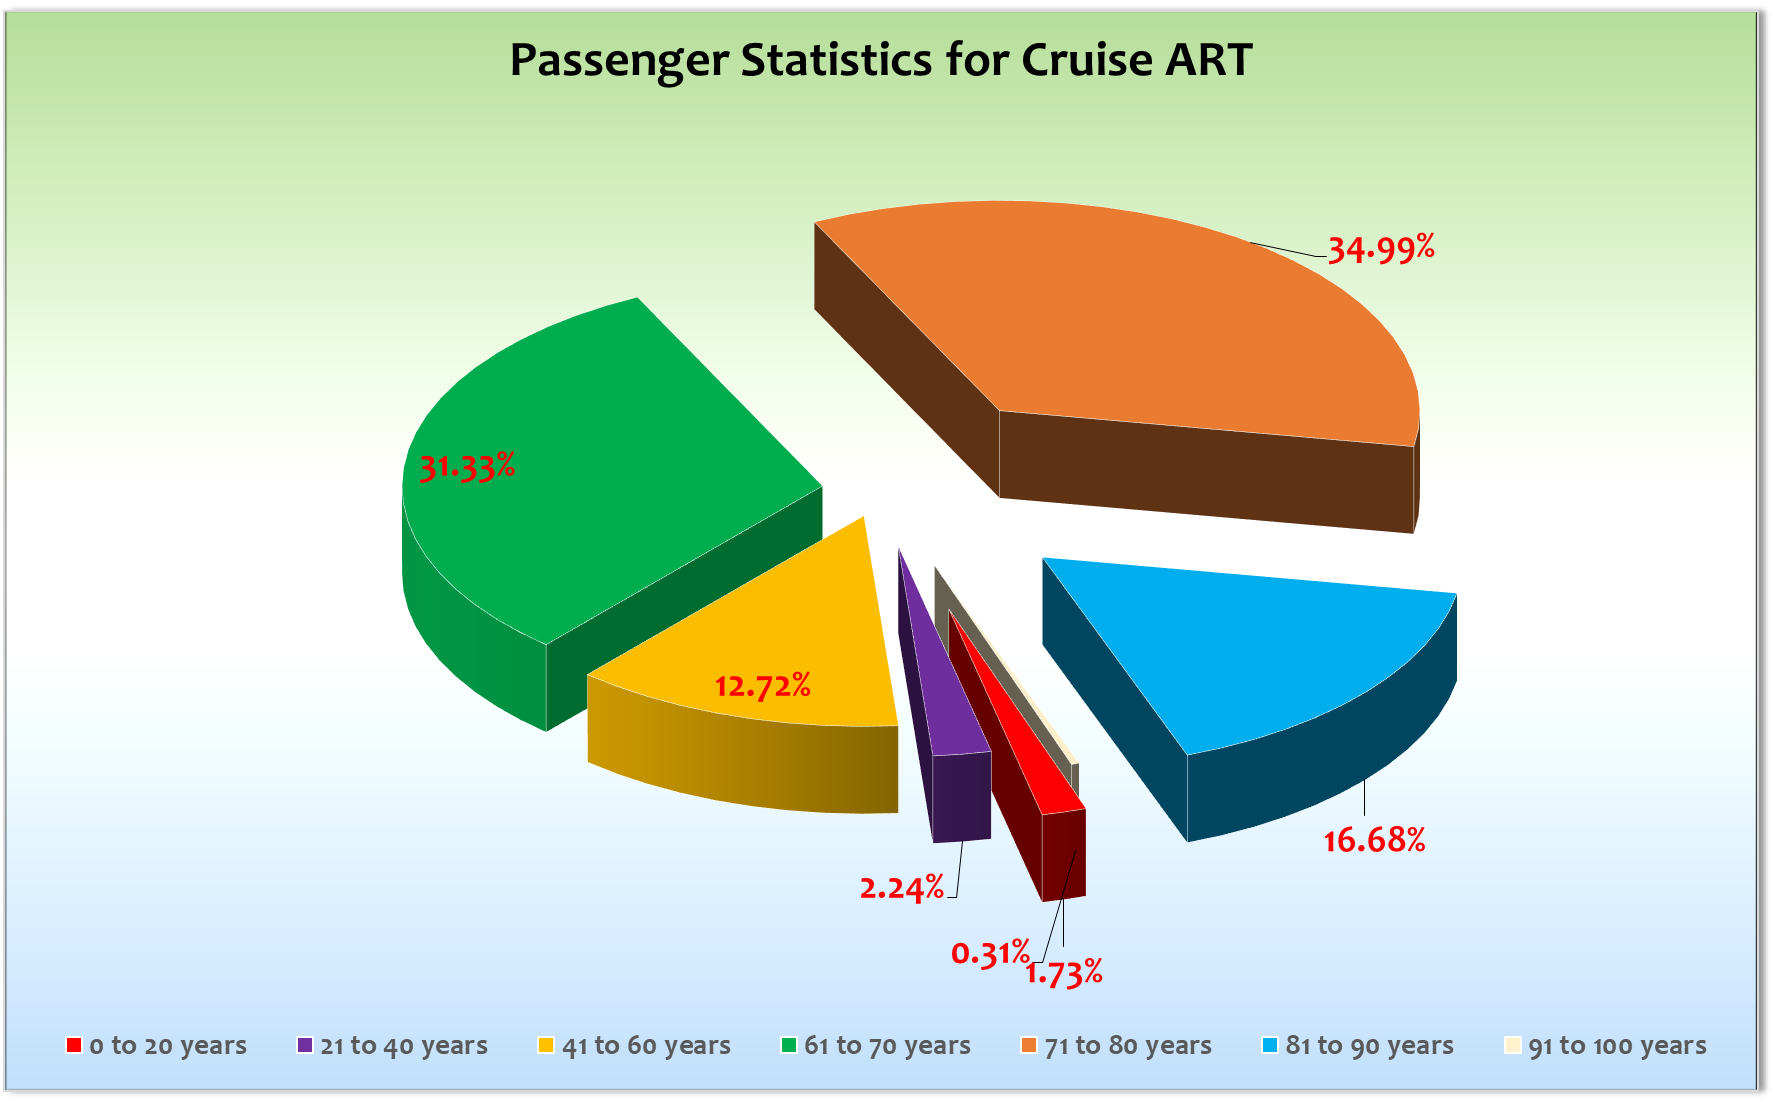 Passenger Statistics for Cruise ART
34.99%
31.33%
12.72%
16.68%
2.24%
0.31%
1.73%
0 to 20 years
21 to 40 years
41 to 60 years
61 to 70 years
71 to 80 years
81 to 90 years
91 to 100 years